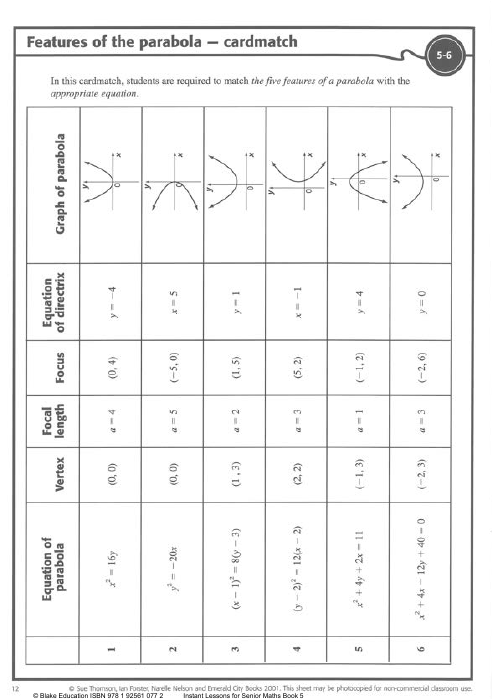 Features of the parabola — cardmatch
5-6
In this cardmatch, students are required to match the five features of a parabola with the
appropriate equation.
Equation of
parabola
Vertex
Focal
length
Focus
Equation
of directrix
Graph of parabola
1
x² = 16y
(0, 0)
a = 4
(0, 4)
y = −4
y
0
x
2
y² = −20x
(0, 0)
a = 5
(−5, 0)
x = 5
y
0
x
3
(x − 1)² = 8(y − 3)
(1, 3)
a = 2
(1, 5)
y = 1
y
0
x
4
(y − 2)² = 12(x − 2)
(2, 2)
a = 3
(5, 2)
x = −1
y
0
x
5
x² + 4y + 2x = 11
(−1, 3)
a = 1
(−1, 2)
y = 4
y
0
x
6
x² + 4x − 12y + 40 = 0
(−2, 3)
a = 3
(−2, 6)
y = 0
y
0
x
12
© Sue Thomson, Ian Forster, Narelle Nelson and Emerald City Books 2001. This sheet may be photocopied for non-commercial classroom use.
© Blake Education ISBN 978 1 92561 077 2 Instant Lessons for Senior Maths Book 5